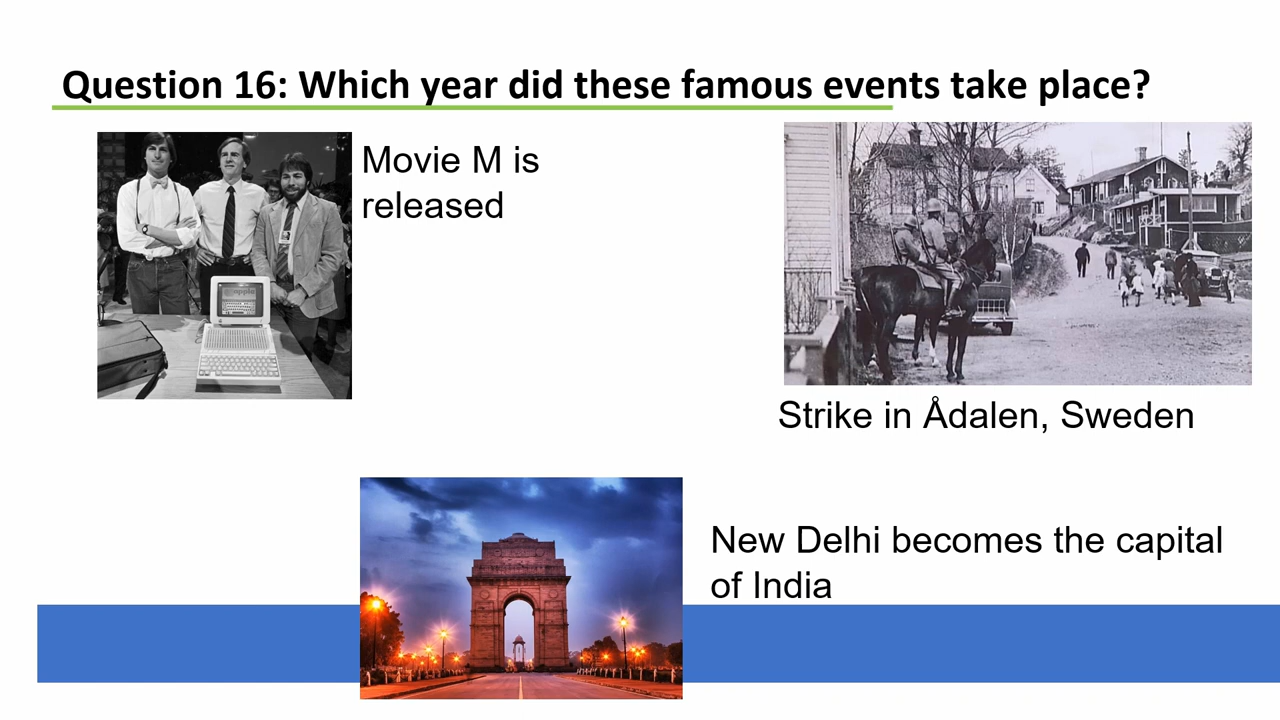 Question 16: Which year did these famous events take place?
Movie M is
released
Strike in Ådalen, Sweden
New Delhi becomes the capital
of India